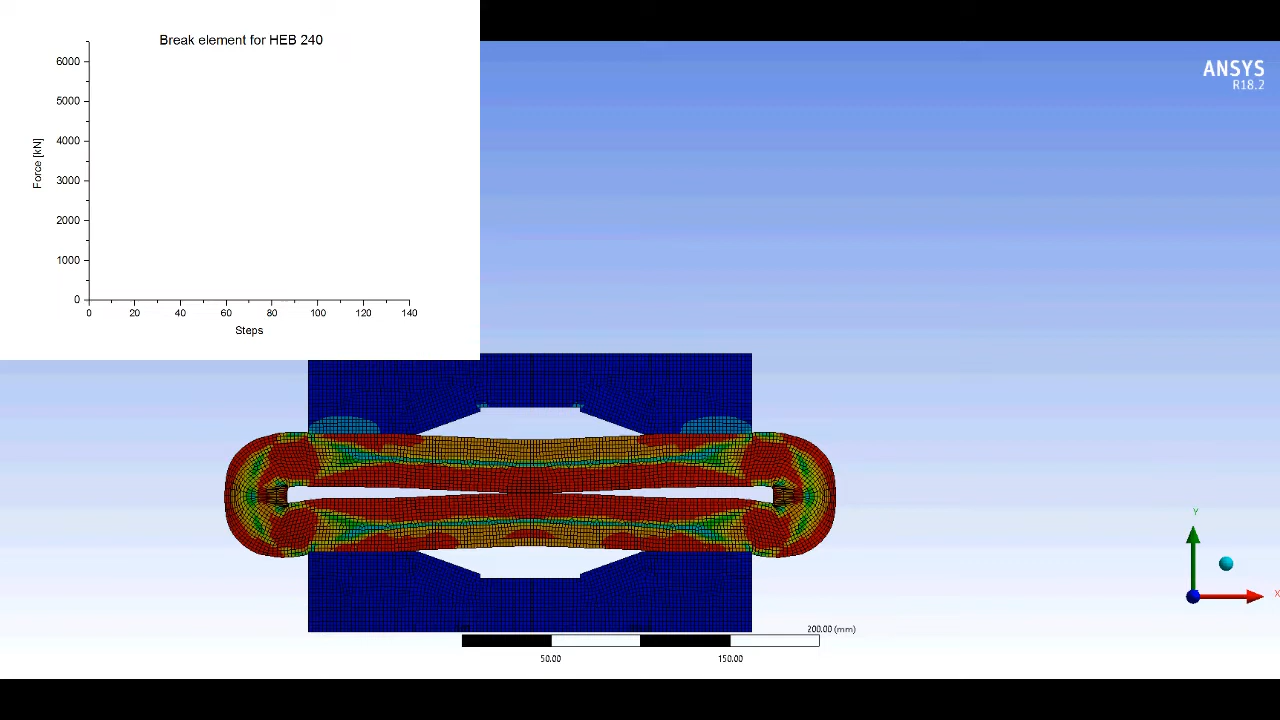 Break element for HEB 240
Force [kN]
6000
5000
4000
3000
2000
1000
0
0 20 40 60 80 100 120 140
Steps
ANSYS
R18.2
Y
X
200.00 (mm)
50.00 150.00